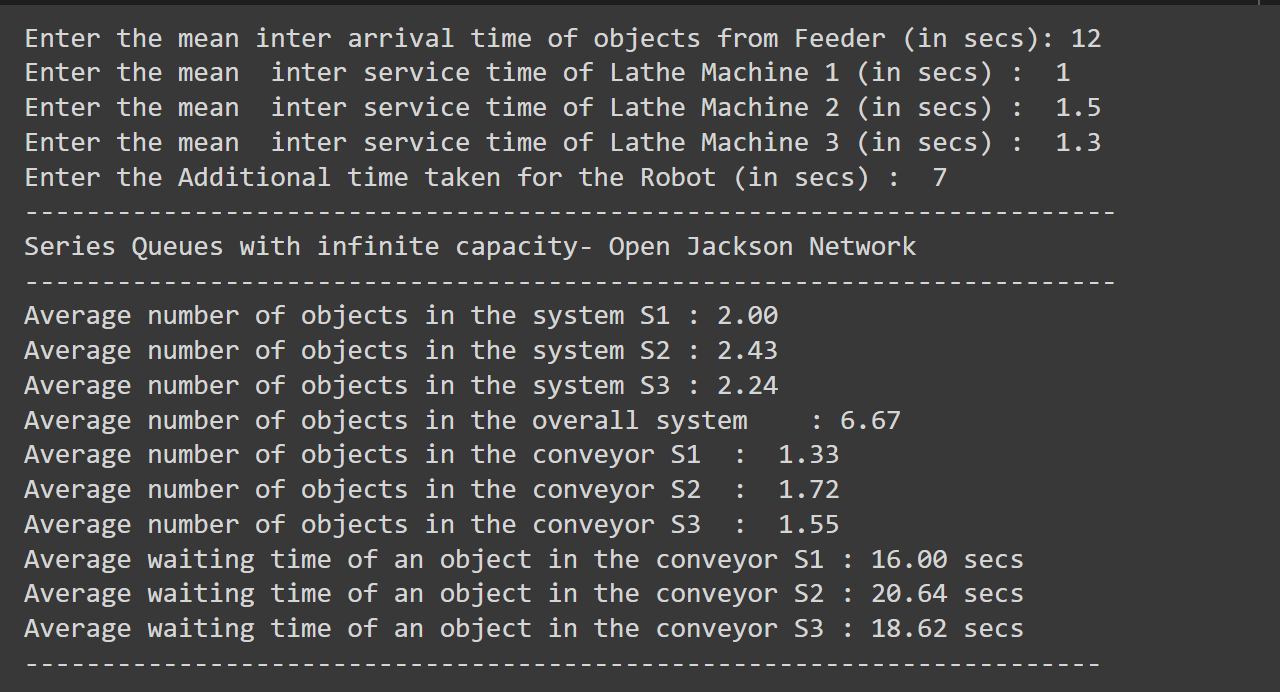 Enter the mean inter arrival time of objects from Feeder (in secs): 12
Enter the mean  inter service time of Lathe Machine 1 (in secs) :  1
Enter the mean  inter service time of Lathe Machine 2 (in secs) :  1.5
Enter the mean  inter service time of Lathe Machine 3 (in secs) :  1.3
Enter the Additional time taken for the Robot (in secs) :  7
-----------------------------------------------------------------------
Series Queues with infinite capacity- Open Jackson Network
-----------------------------------------------------------------------
Average number of objects in the system S1 : 2.00
Average number of objects in the system S2 : 2.43
Average number of objects in the system S3 : 2.24
Average number of objects in the overall system    : 6.67
Average number of objects in the conveyor S1  :  1.33
Average number of objects in the conveyor S2  :  1.72
Average number of objects in the conveyor S3  :  1.55
Average waiting time of an object in the conveyor S1 : 16.00 secs
Average waiting time of an object in the conveyor S2 : 20.64 secs
Average waiting time of an object in the conveyor S3 : 18.62 secs
----------------------------------------------------------------------